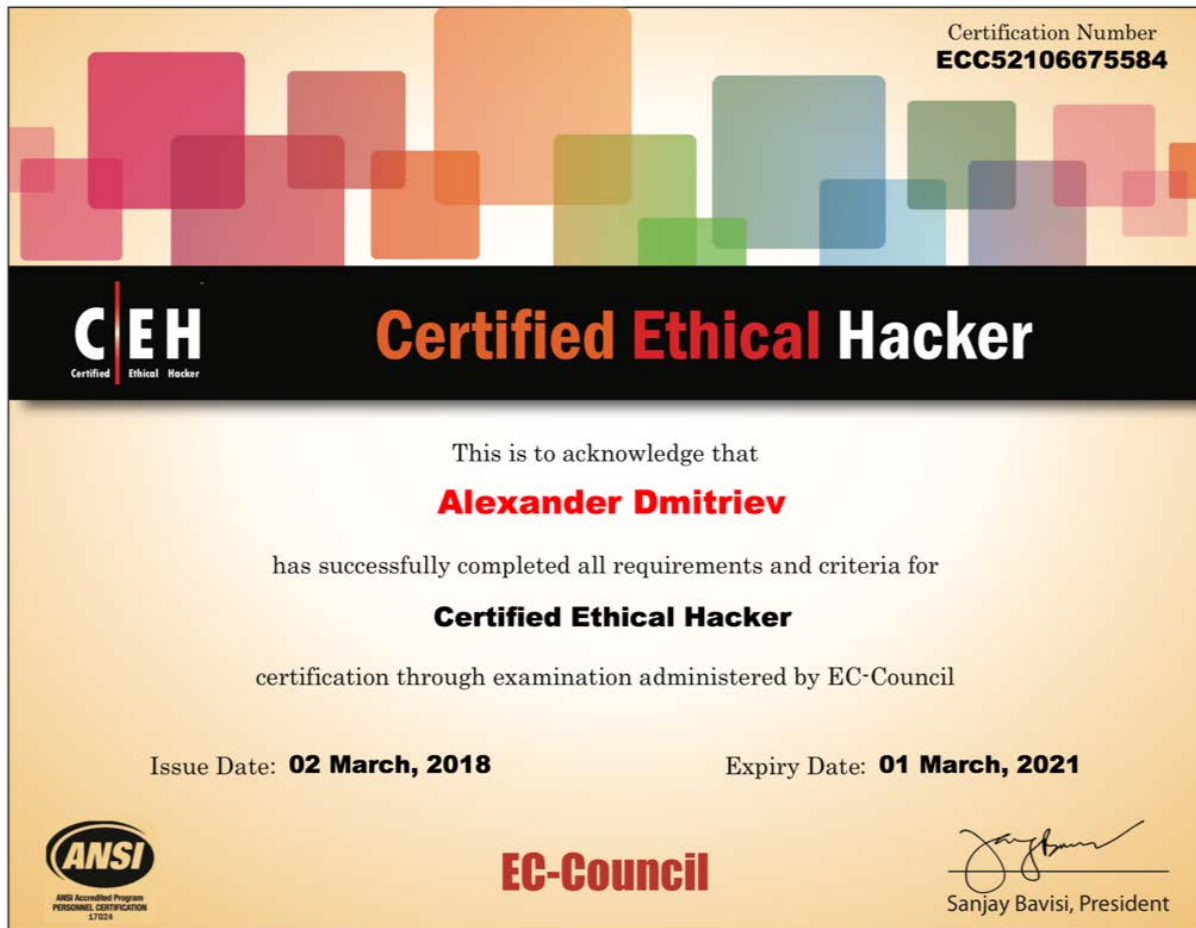 Certification Number
ECC52106675584
C|EH
Certified Ethical Hacker
Certified Ethical Hacker
This is to acknowledge that
Alexander Dmitriev
has successfully completed all requirements and criteria for
Certified Ethical Hacker
certification through examination administered by EC-Council
Issue Date: 02 March, 2018
Expiry Date: 01 March, 2021
ANSI
ANSI Accredited Program
PERSONNEL CERTIFICATION
17024
EC-Council
Sanjay Bavisi, President